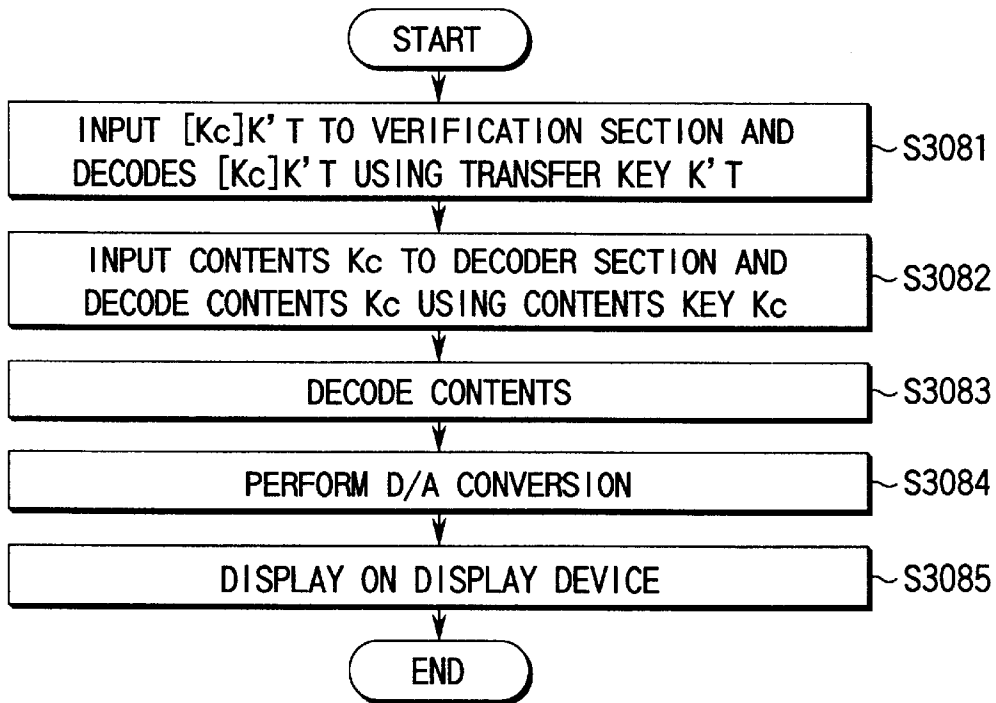 START
INPUT [Kc]K'T TO VERIFICATION SECTION AND
DECODES [Kc]K'T USING TRANSFER KEY K'T
S3081
INPUT CONTENTS Kc TO DECODER SECTION AND
DECODE CONTENTS Kc USING CONTENTS KEY Kc
S3082
DECODE CONTENTS
S3083
PERFORM D/A CONVERSION
S3084
DISPLAY ON DISPLAY DEVICE
S3085
END